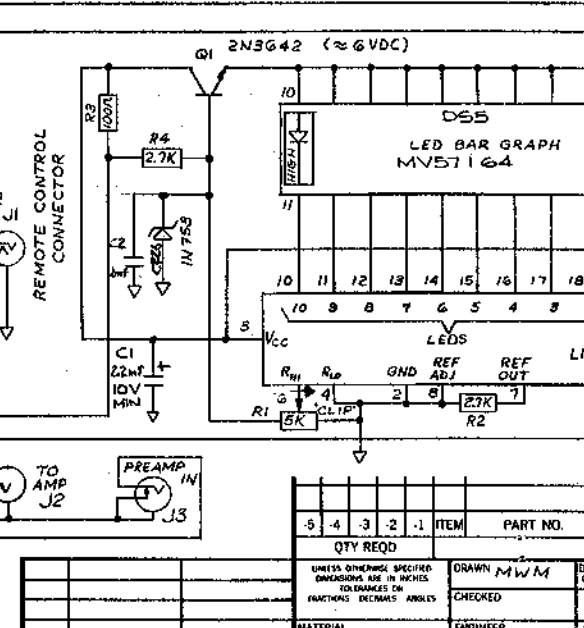 2N3642 (≈6VDC)
Q1
R3
100Ω
R4
2.7K
10
DS5
LED BAR GRAPH
MV57164
HIGH
11
REMOTE CONTROL
CONNECTOR
J1
C2
1N753
10 11 12 13 14 15 16 17 18
10 9 8 7 6 5 4 3
LEDS
3
VCC
C1
22mf
10V
MIN
+
RHI
RLO
GND
REF
ADJ
REF
OUT
6
4
2
8
7
R1
5K
"CLIP"
2.7K
R2
TO
AMP
J2
PREAMP
IN
J3
-5 -4 -3 -2 -1 ITEM PART NO.
QTY REQD
UNLESS OTHERWISE SPECIFIED
DIMENSIONS ARE IN INCHES
TOLERANCES ON
FRACTIONS DECIMALS ANGLES
DRAWN MWM
CHECKED
MATERIAL
ENGINEER